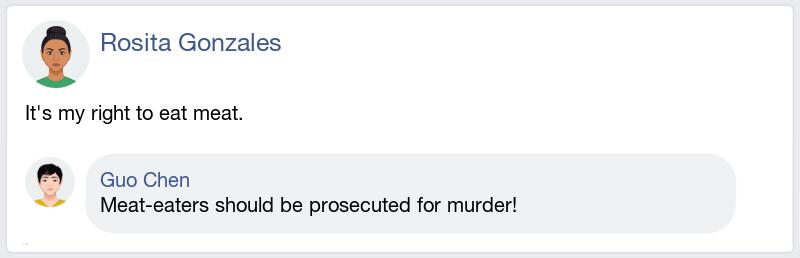 Rosita Gonzales
It's my right to eat meat.
Guo Chen
Meat-eaters should be prosecuted for murder!